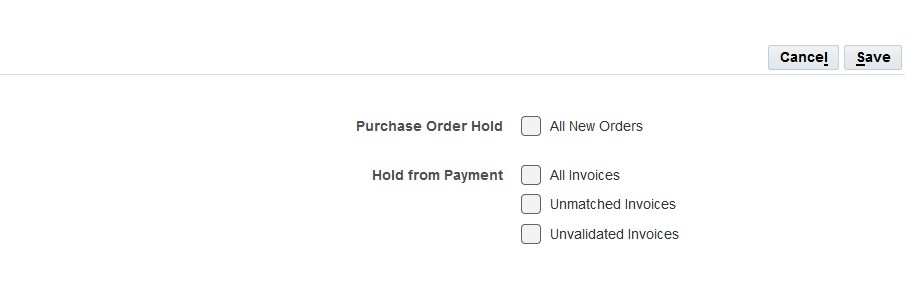 Cancel Save
Purchase Order Hold All New Orders
Hold from Payment All Invoices
Unmatched Invoices
Unvalidated Invoices